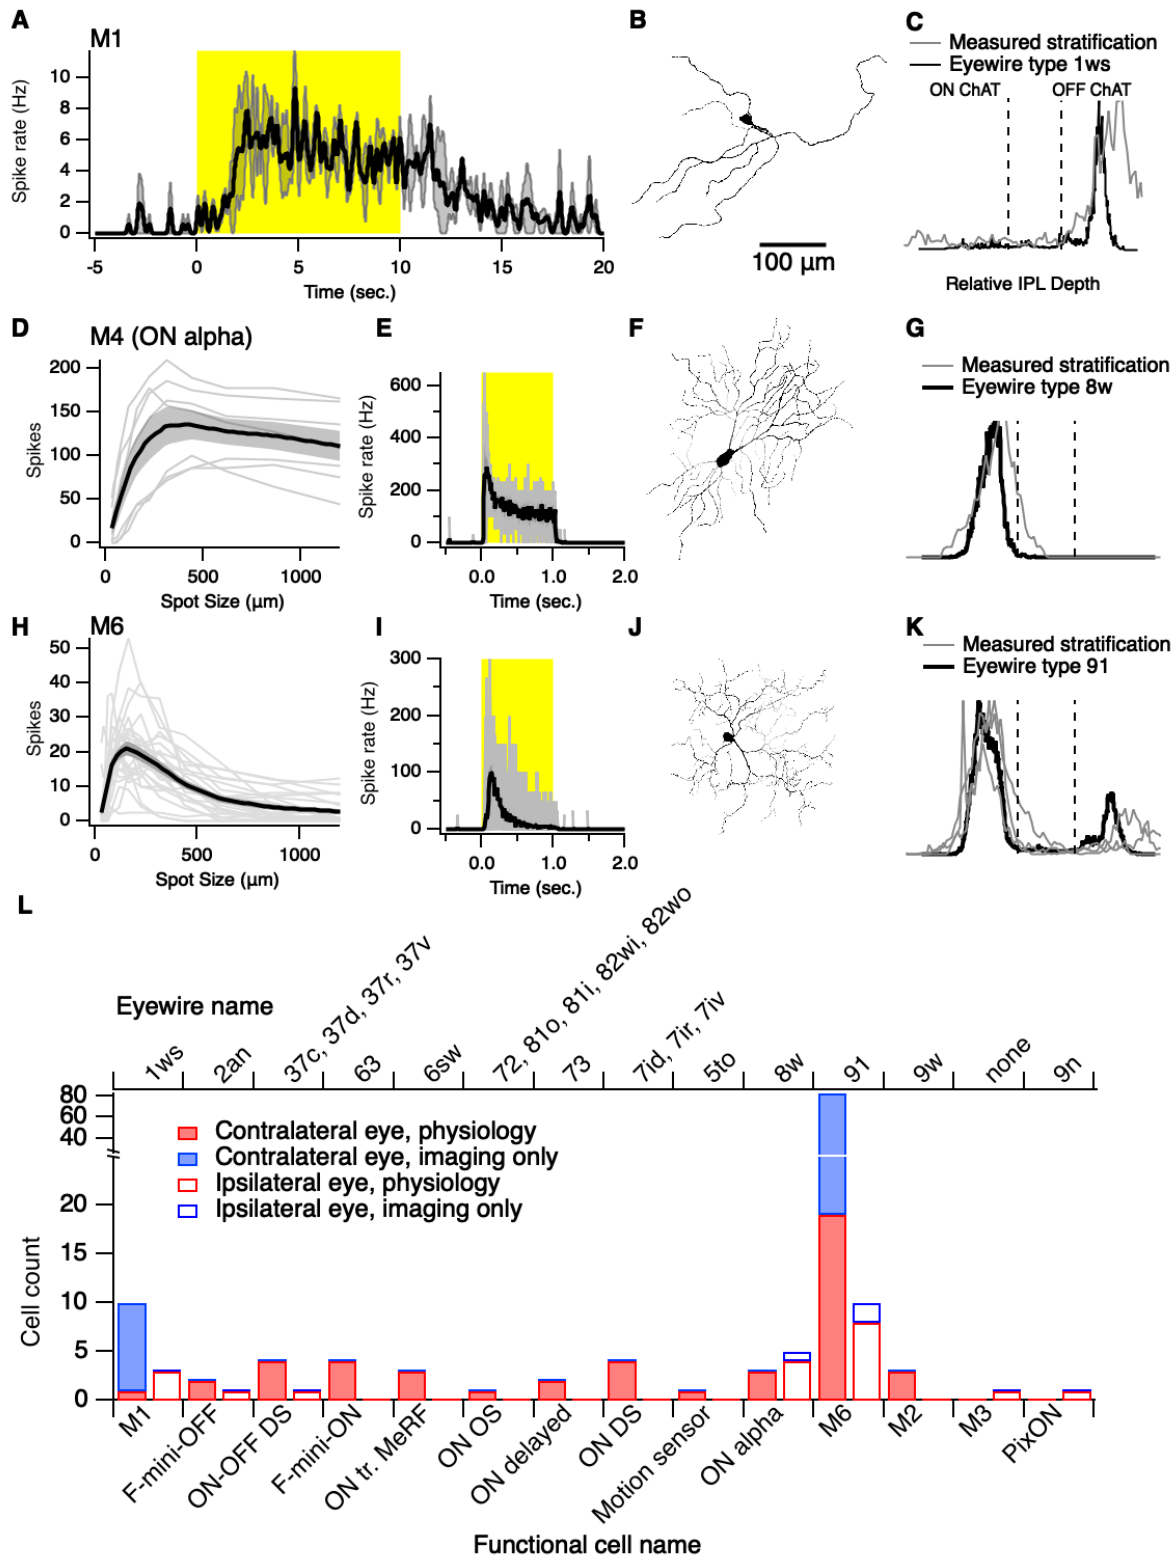 A
M1
Spike rate (Hz)
10
8
6
4
2
0
-5
0
5
10
15
20
Time (sec.)
B
100 µm
C
Measured stratification
Eyewire type 1ws
ON ChAT
OFF ChAT
Relative IPL Depth
D
M4 (ON alpha)
Spikes
200
150
100
50
0
0
500
1000
Spot Size (µm)
E
Spike rate (Hz)
600
400
200
0
0.0
1.0
2.0
Time (sec.)
F
G
Measured stratification
Eyewire type 8w
H
M6
Spikes
50
40
30
20
10
0
0
500
1000
Spot Size (µm)
I
Spike rate (Hz)
300
200
100
0
0.0
1.0
2.0
Time (sec.)
J
K
Measured stratification
Eyewire type 91
L
Eyewire name
1ws
2an
37c, 37d, 37r, 37v
63
6sw
72, 81o, 81i, 82wi, 82wo
73
7id, 7ir, 7iv
5to
8w
91
9w
none
9n
Cell count
80
60
40
20
15
10
5
0
Contralateral eye, physiology
Contralateral eye, imaging only
Ipsilateral eye, physiology
Ipsilateral eye, imaging only
M1
F-mini-OFF
ON-OFF DS
F-mini-ON
ON tr. MeRF
ON OS
ON delayed
ON DS
Motion sensor
ON alpha
M6
M2
M3
PixON
Functional cell name